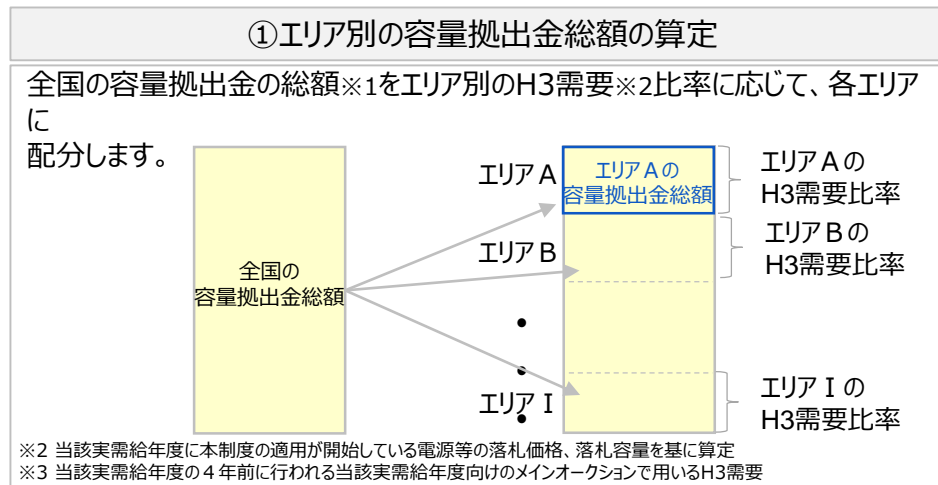 ①エリア別の容量拠出金総額の算定
全国の容量拠出金の総額※1をエリア別のH3需要※2比率に応じて、各エリア
に
配分します。
エリアA
エリアAの
容量拠出金総額
エリアAの
H3需要比率
エリアB
エリアBの
H3需要比率
全国の
容量拠出金総額
•
•
•
エリアI
エリアIの
H3需要比率
※2 当該実需給年度に本制度の適用が開始している電源等の落札価格、落札容量を基に算定
※3 当該実需給年度の4年前に行われる当該実需給年度向けのメインオークションで用いるH3需要